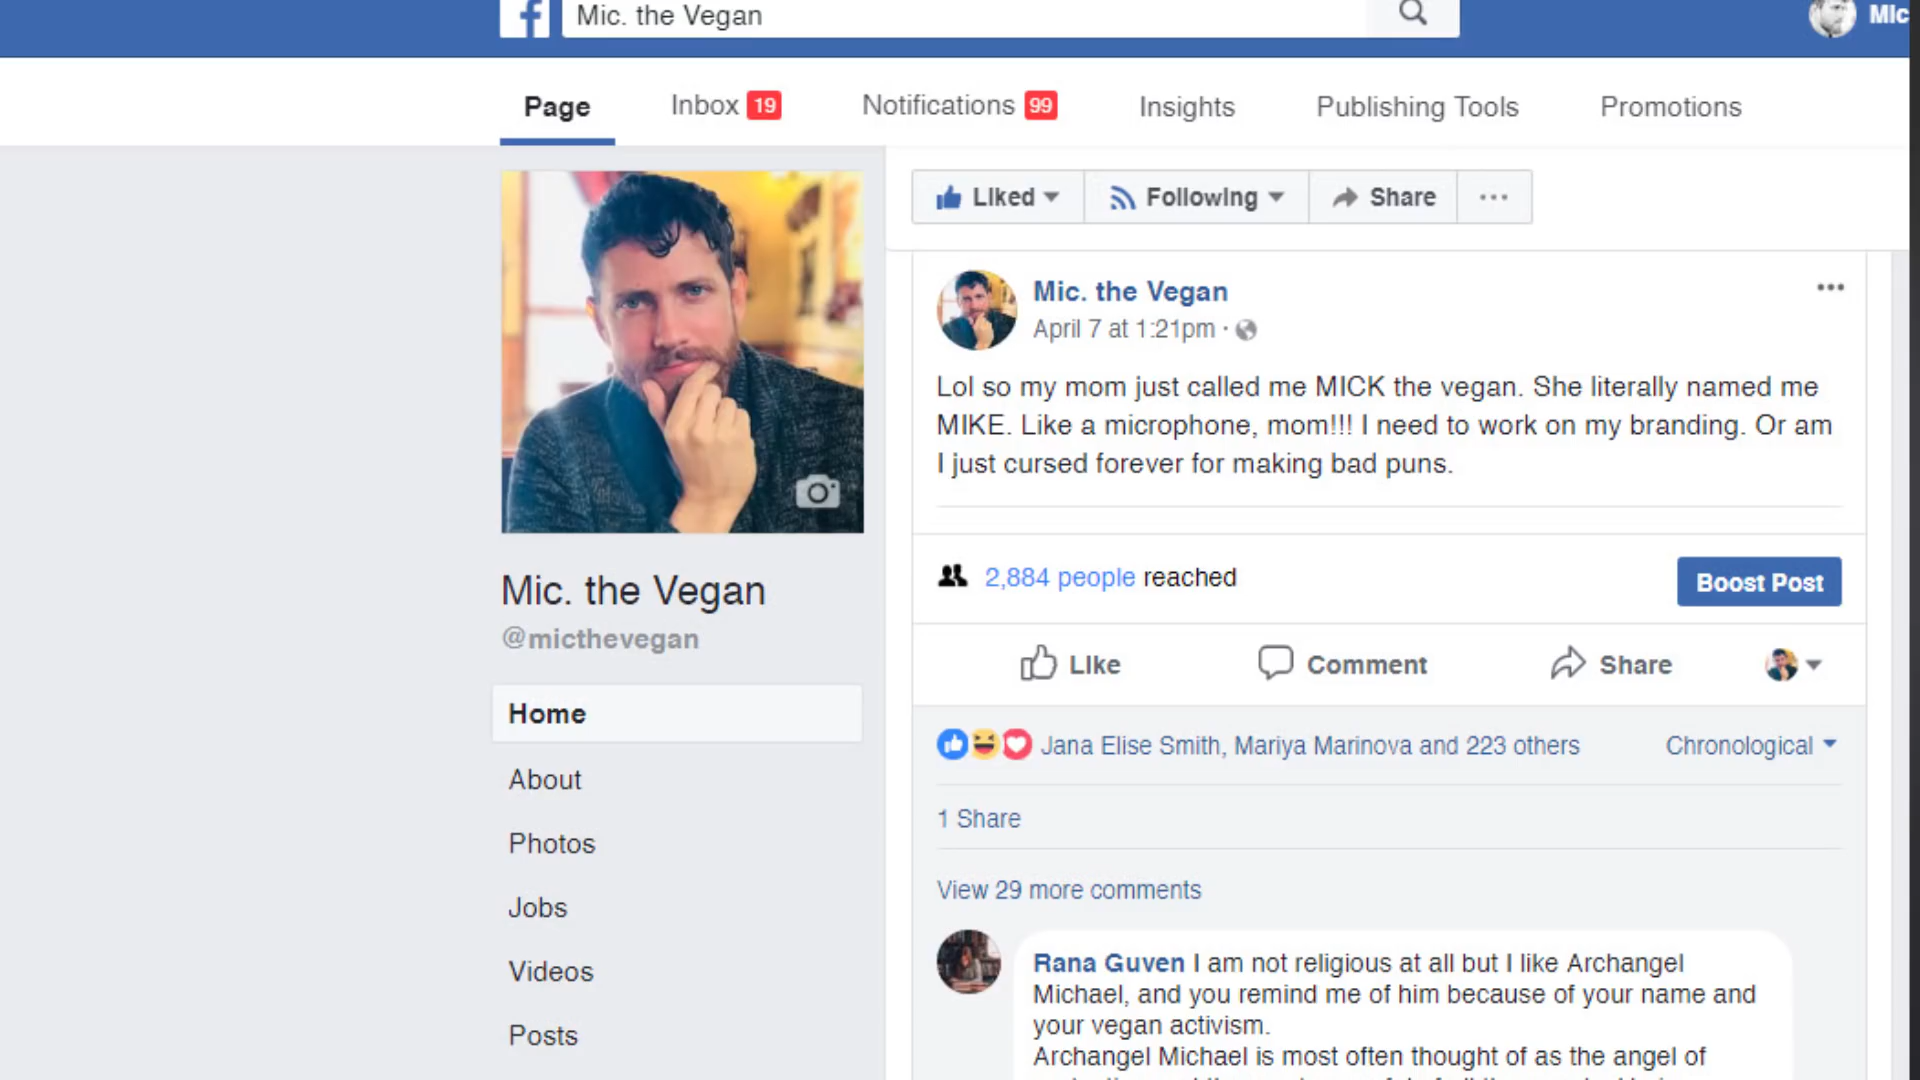 Mic. the Vegan
Mic
Page
Inbox 19
Notifications 99
Insights
Publishing Tools
Promotions
Liked
Following
Share
Mic. the Vegan
@micthevegan
Home
About
Photos
Jobs
Videos
Posts
Mic. the Vegan
April 7 at 1:21pm ·
Lol so my mom just called me MICK the vegan. She literally named me
MIKE. Like a microphone, mom!!! I need to work on my branding. Or am
I just cursed forever for making bad puns.
2,884 people reached
Boost Post
Like
Comment
Share
Jana Elise Smith, Mariya Marinova and 223 others
Chronological
1 Share
View 29 more comments
Rana Guven I am not religious at all but I like Archangel
Michael, and you remind me of him because of your name and
your vegan activism.
Archangel Michael is most often thought of as the angel of